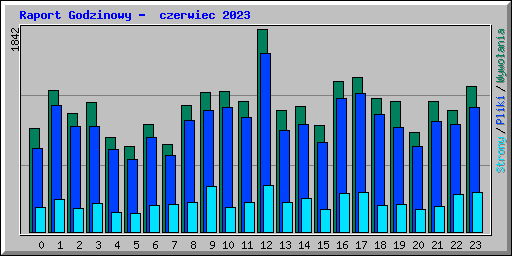 Raport Godzinowy - czerwiec 2023
1842
Strony / Pliki / Wywołania
0 1 2 3 4 5 6 7 8 9 10 11 12 13 14 15 16 17 18 19 20 21 22 23